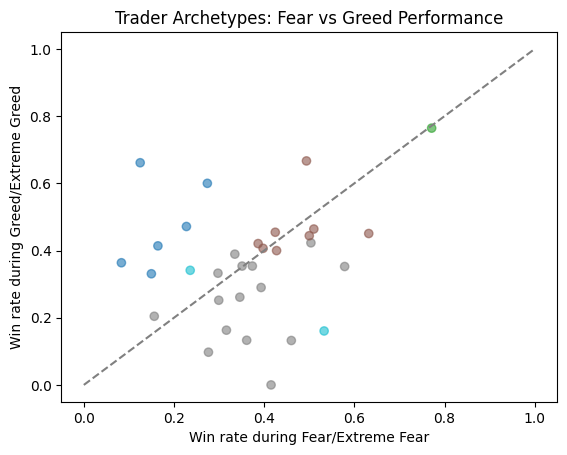 Trader Archetypes: Fear vs Greed Performance
Win rate during Greed/Extreme Greed
1.0
0.8
0.6
0.4
0.2
0.0
0.0 0.2 0.4 0.6 0.8 1.0
Win rate during Fear/Extreme Fear